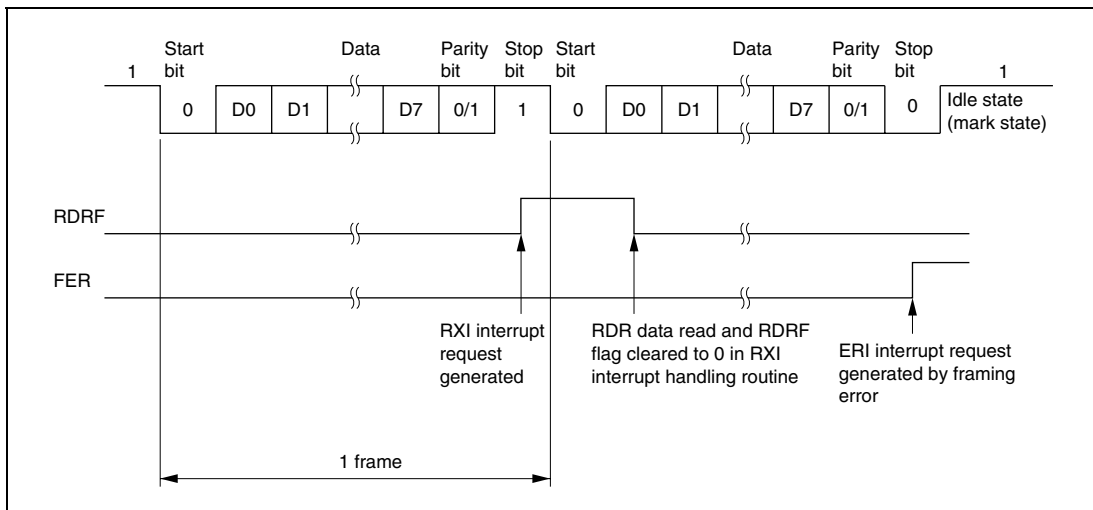 Start bit Data Parity bit Stop bit Start bit Data Parity bit Stop bit
1 1
0 D0 D1 D7 0/1 1 0 D0 D1 D7 0/1 0 Idle state (mark state)
RDRF
FER
RXI interrupt
request
generated
RDR data read and RDRF
flag cleared to 0 in RXI
interrupt handling routine
ERI interrupt request
generated by framing
error
1 frame